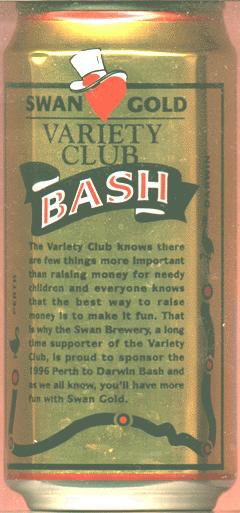 SWAN GOLD
VARIETY
CLUB
BASH
The Variety Club knows there
are few things more important
than raising money for needy
children and everyone knows
that the best way to raise
money is to make it fun. That
is why the Swan Brewery, a long
time supporter of the Variety
Club, is proud to sponsor the
1996 Perth to Darwin Bash and
as we all know, you'll have more
fun with Swan Gold.
PERTH
DARWIN